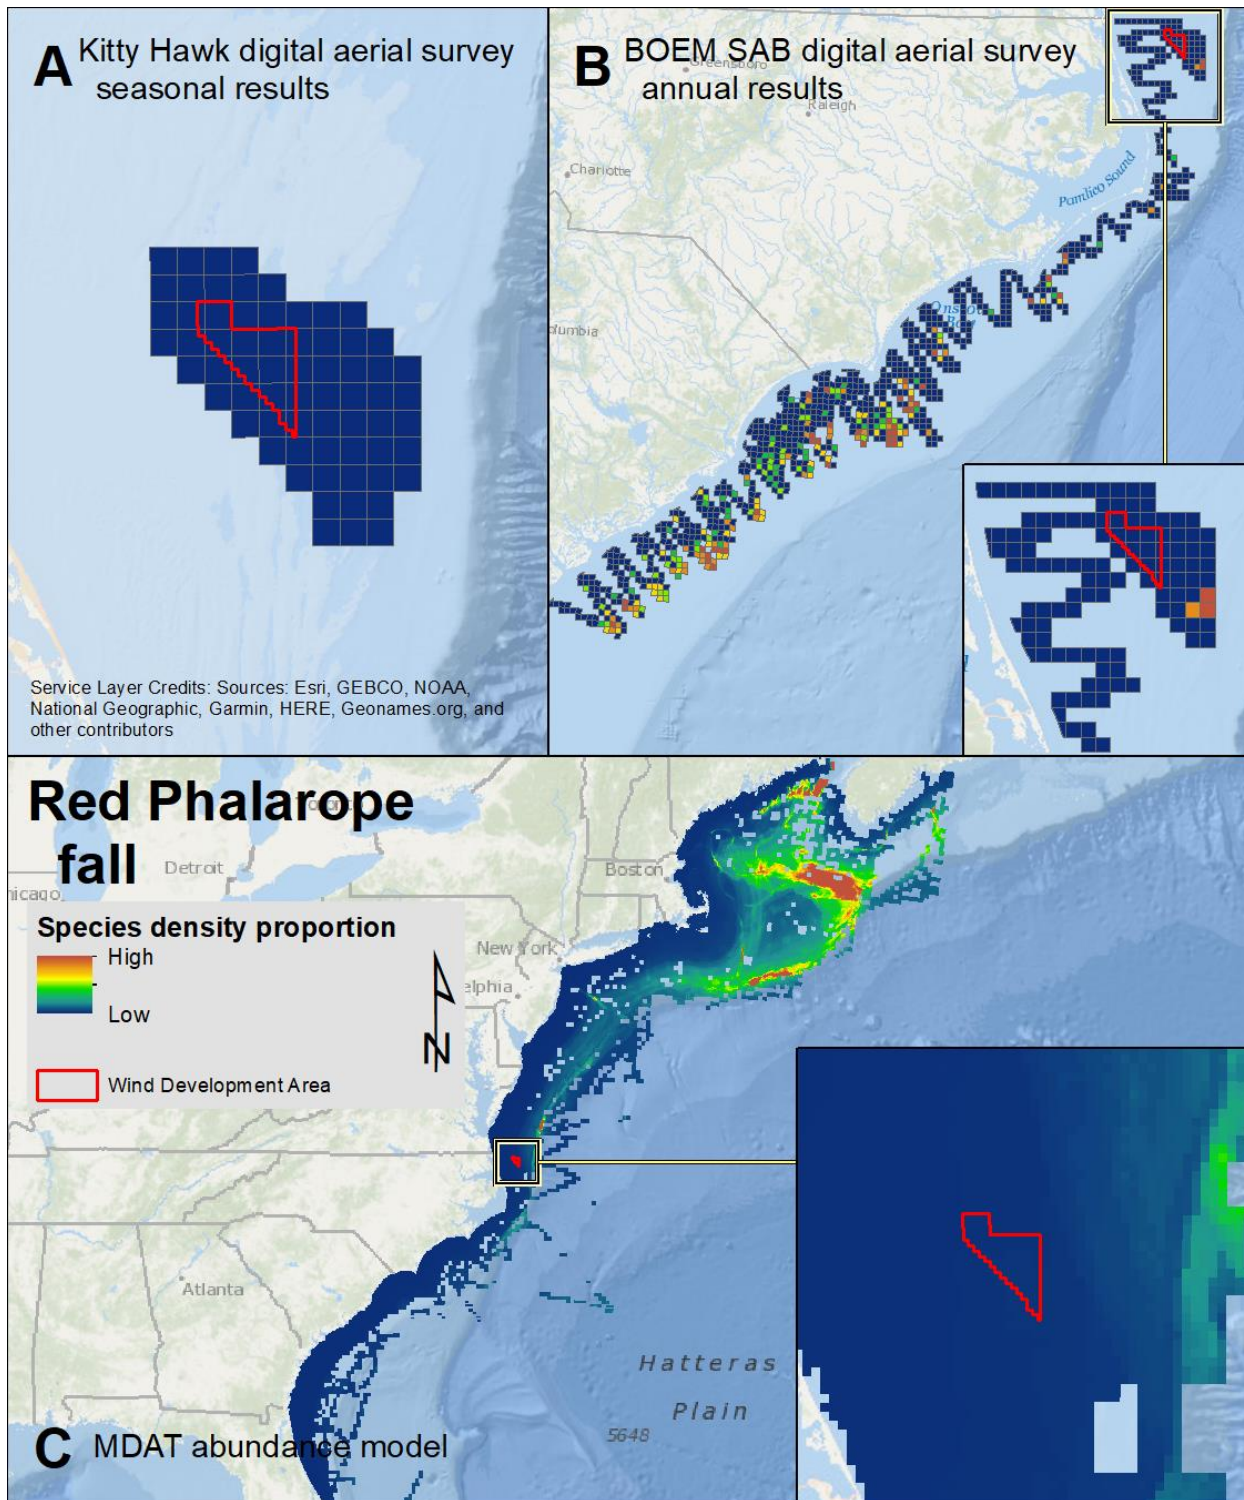 A Kitty Hawk digital aerial survey
seasonal results
Service Layer Credits: Sources: Esri, GEBCO, NOAA,
National Geographic, Garmin, HERE, Geonames.org, and
other contributors
B BOEM SAB digital aerial survey
annual results
Greensboro
Raleigh
Charlotte
Pamlico Sound
olumbia
Red Phalarope
fall
Detroit
hicago
Boston
New York
elphia
Species density proportion
High
Low
Wind Development Area
N
Atlanta
Hatteras
Plain
5648
C MDAT abundance model